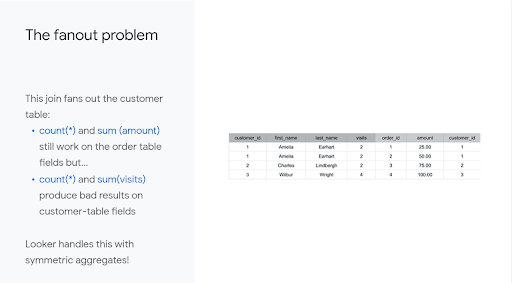 The fanout problem
This join fans out the customer
table:
• count(*) and sum (amount)
still work on the order table
fields but...
• count(*) and sum(visits)
produce bad results on
customer-table fields
Looker handles this with
symmetric aggregates!
customer_id first_name last_name visits order_id amount customer_id
1 Amelia Earhart 2 1 25.00 1
1 Amelia Earhart 2 2 50.00 1
2 Charles Lindbergh 2 3 75.00 2
3 Wilbur Wright 4 4 100.00 3